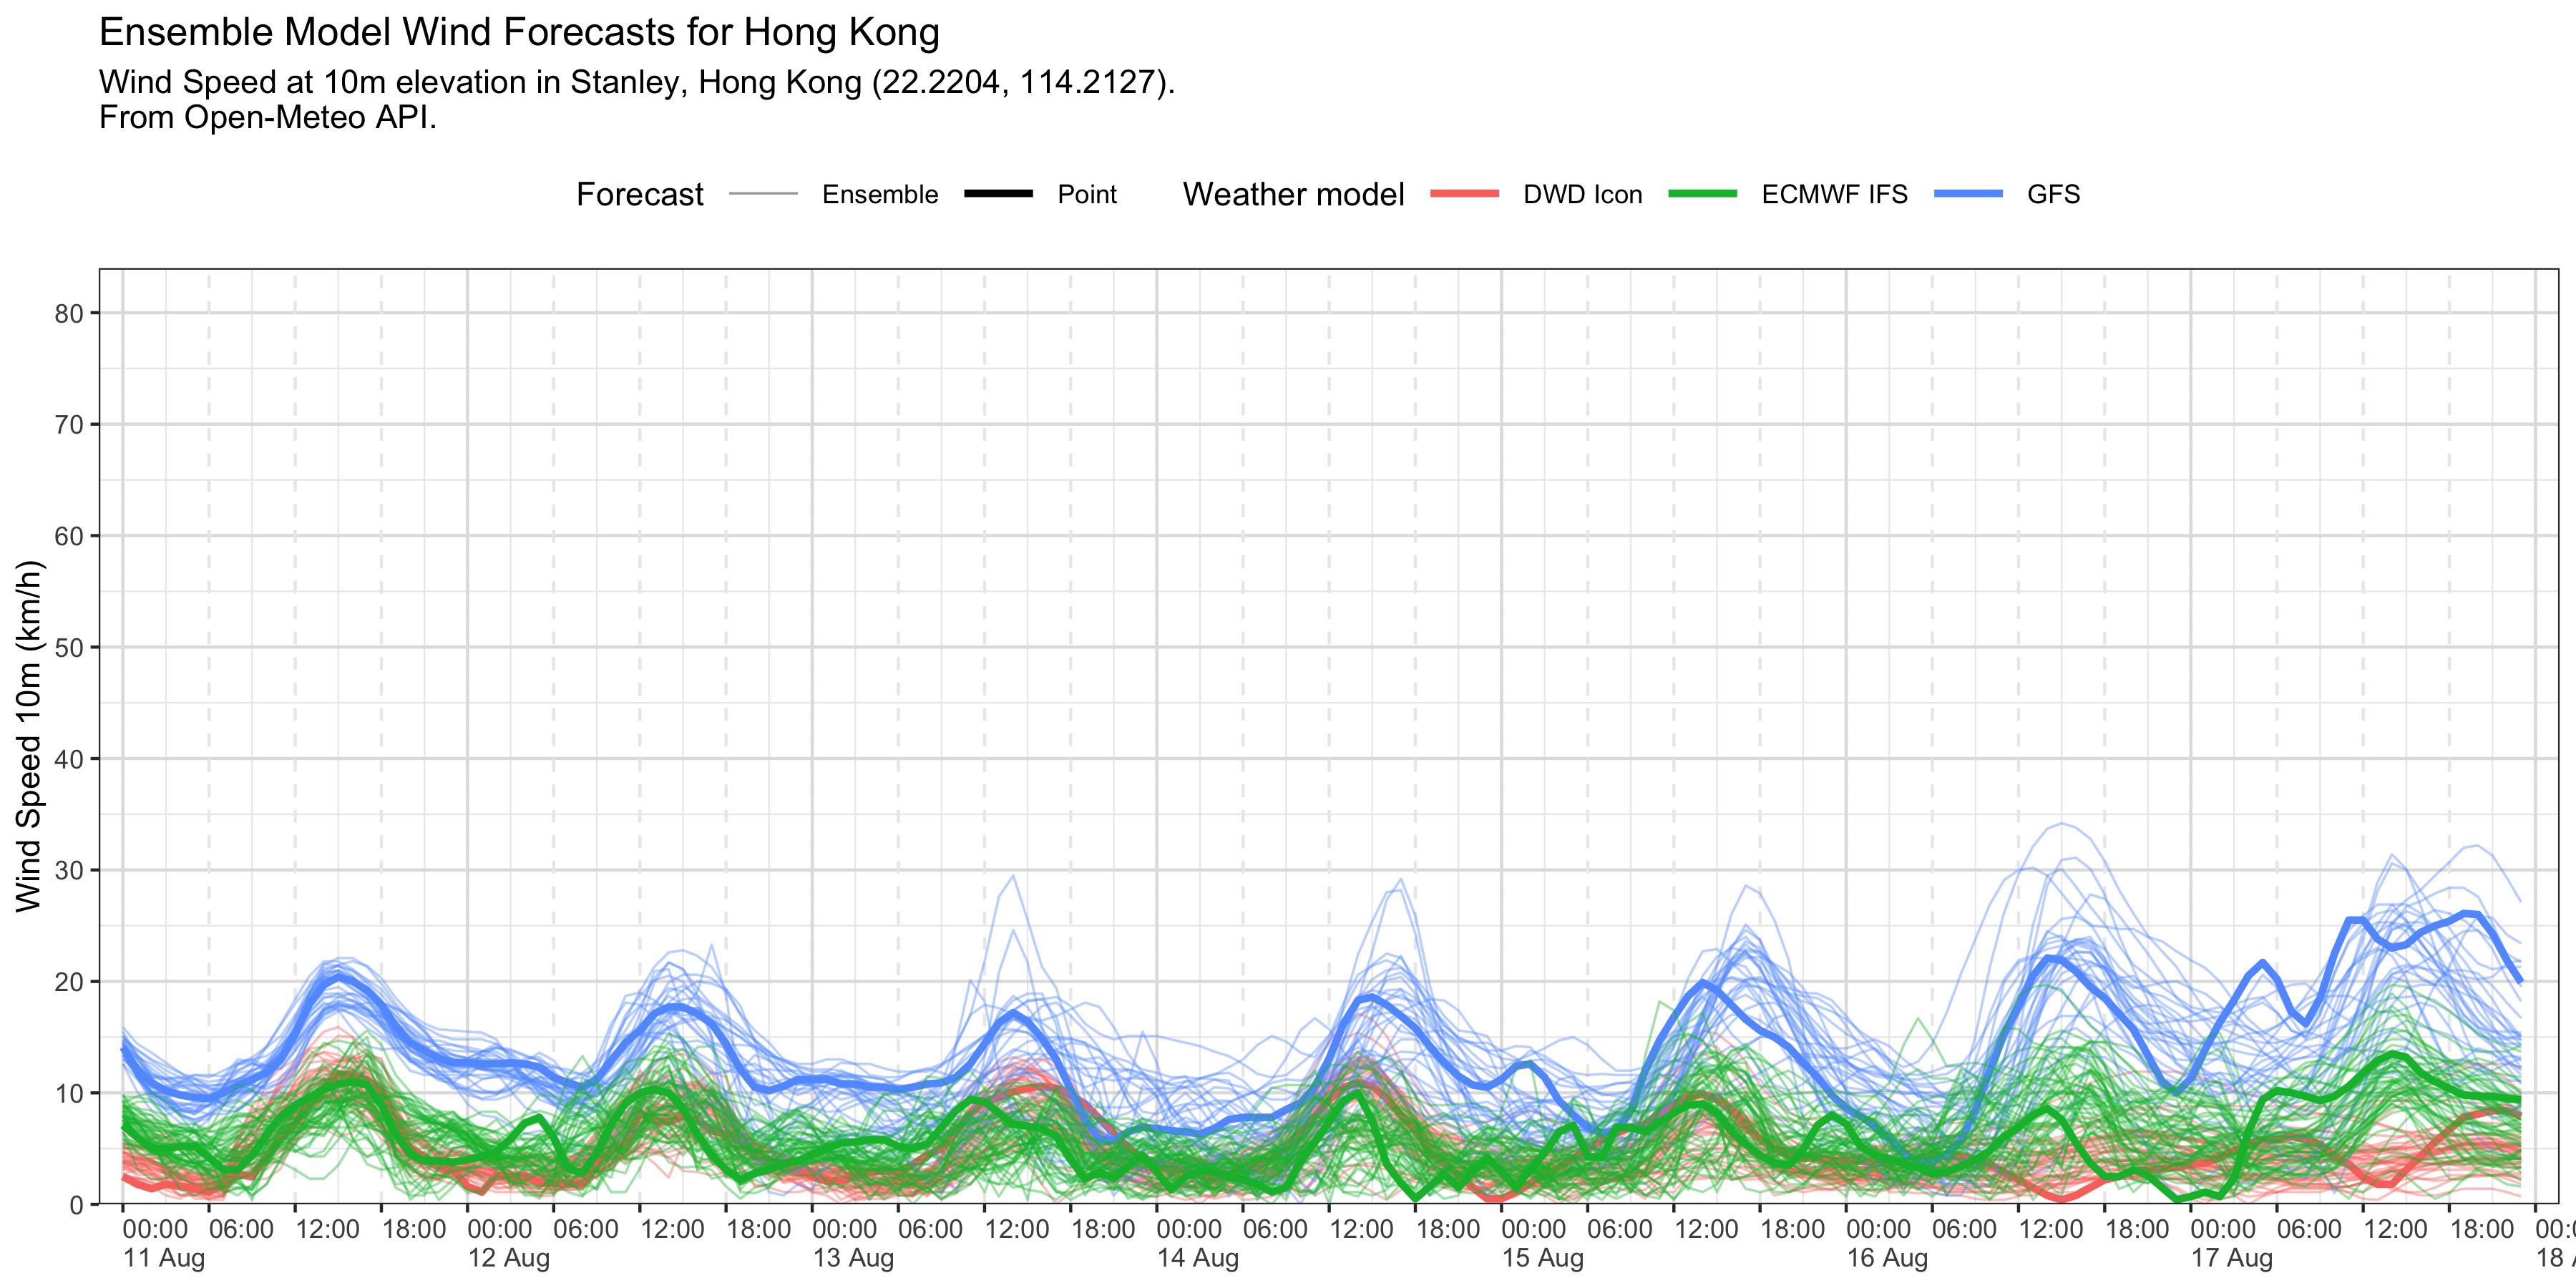 Ensemble Model Wind Forecasts for Hong Kong
Wind Speed at 10m elevation in Stanley, Hong Kong (22.2204, 114.2127).
From Open-Meteo API.
Forecast Ensemble Point Weather model DWD Icon ECMWF IFS GFS
Wind Speed 10m (km/h)
80
70
60
50
40
30
20
10
0
00:00 06:00 12:00 18:00 00:00 06:00 12:00 18:00 00:00 06:00 12:00 18:00 00:00 06:00 12:00 18:00 00:00 06:00 12:00 18:00 00:00 06:00 12:00 18:00 00:00 06:00 12:00 18:00
11 Aug 12 Aug 13 Aug 14 Aug 15 Aug 16 Aug 17 Aug 18